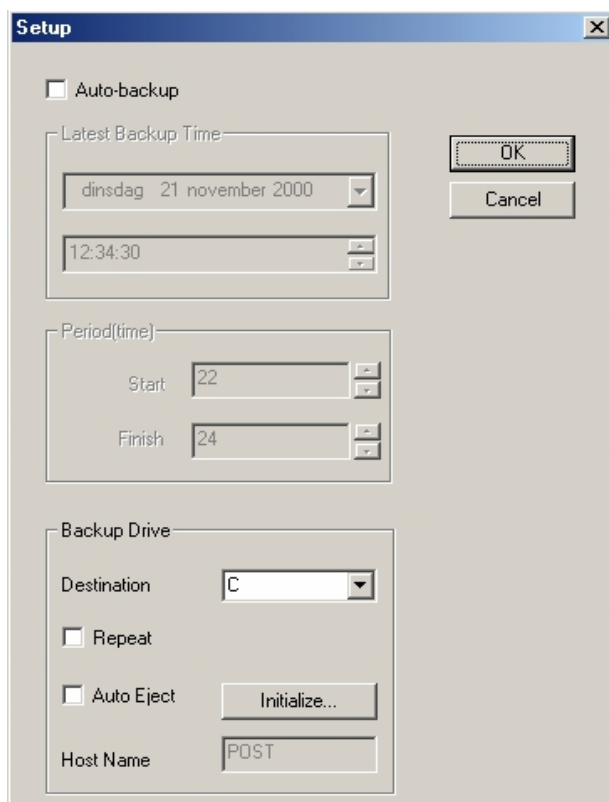 Setup
Auto-backup
Latest Backup Time
OK
dinsdag 21 november 2000
Cancel
12:34:30
Period(time)
Start 22
Finish 24
Backup Drive
Destination C
Repeat
Auto Eject Initialize...
Host Name POST